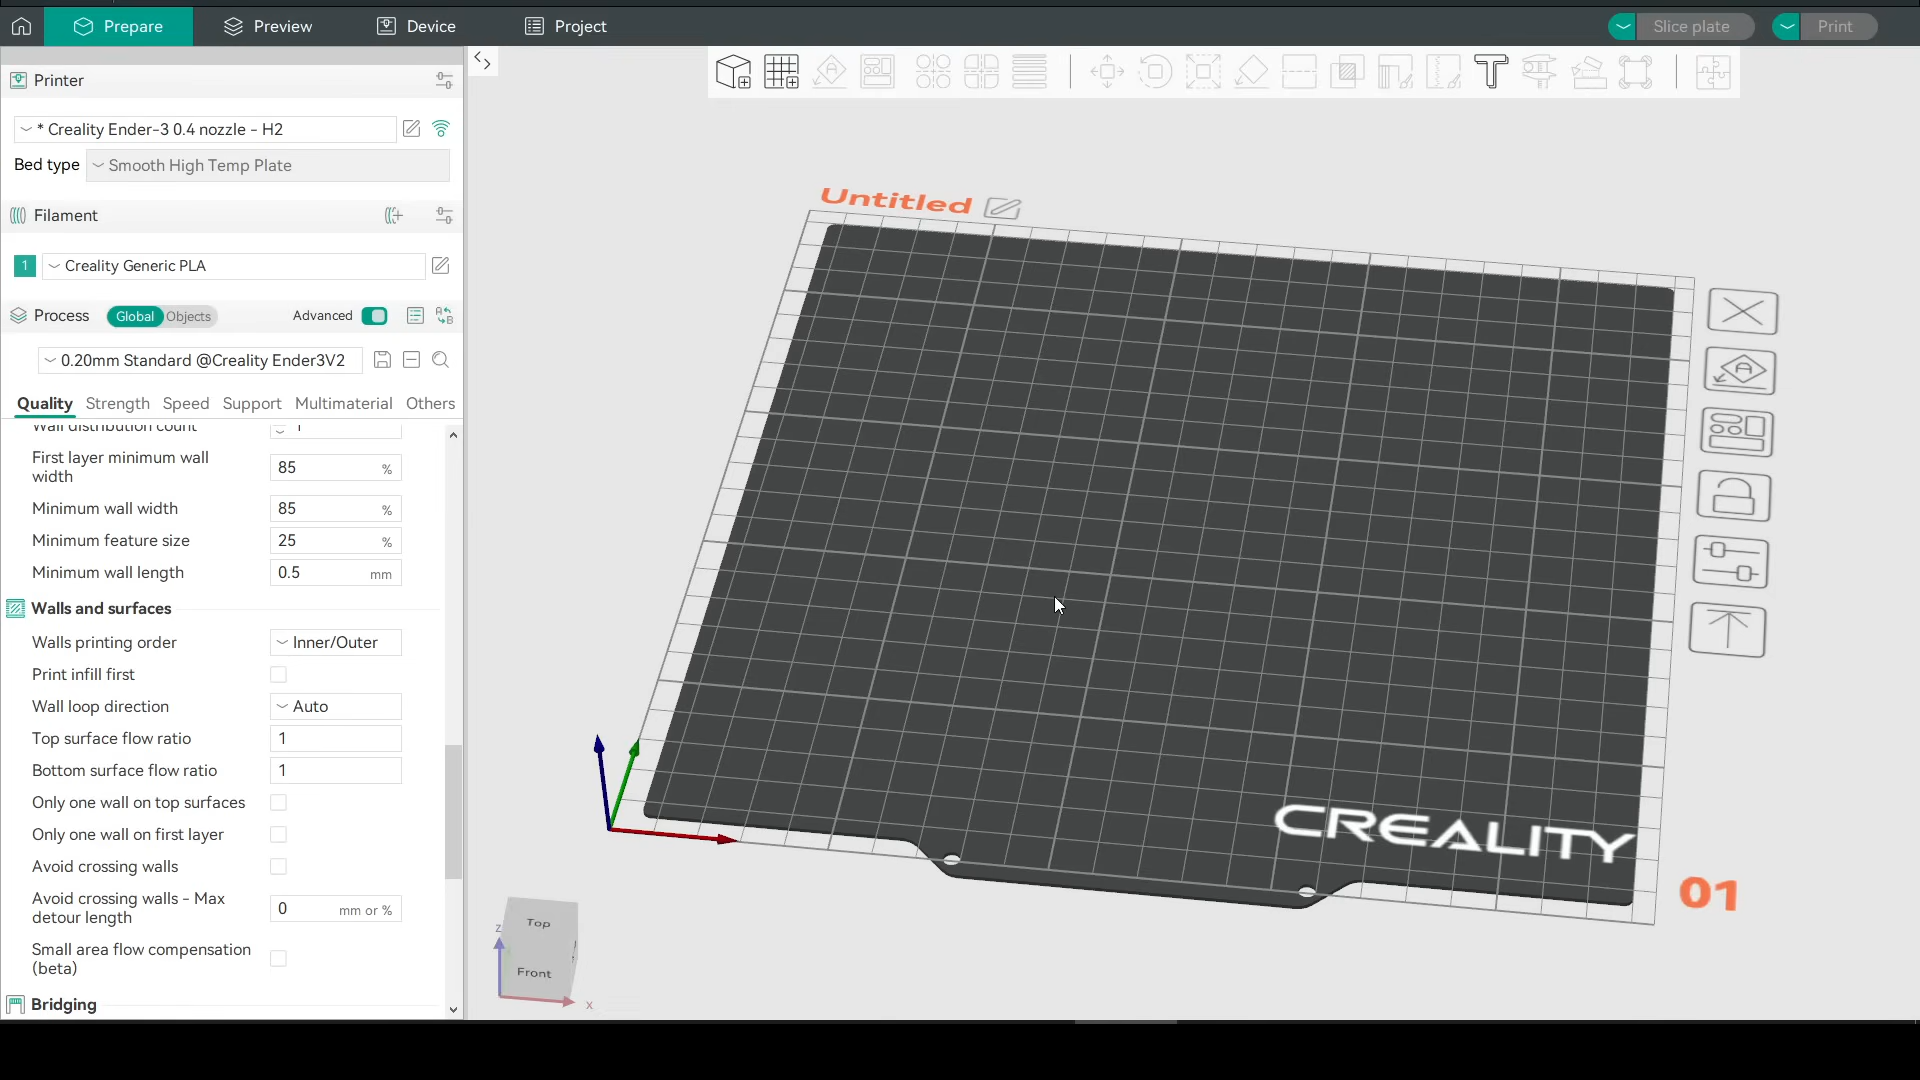 Prepare
Preview
Device
Project
Slice plate
Print
Printer
* Creality Ender-3 0.4 nozzle - H2
Bed type
Smooth High Temp Plate
Filament
1
Creality Generic PLA
Process
Global
Objects
Advanced
0.20mm Standard @Creality Ender3V2
Quality
Strength
Speed
Support
Multimaterial
Others
Wall distribution count
1
First layer minimum wall
width
85 %
Minimum wall width
85 %
Minimum feature size
25 %
Minimum wall length
0.5 mm
Walls and surfaces
Walls printing order
Inner/Outer
Print infill first
Wall loop direction
Auto
Top surface flow ratio
1
Bottom surface flow ratio
1
Only one wall on top surfaces
Only one wall on first layer
Avoid crossing walls
Avoid crossing walls - Max
detour length
0 mm or %
Small area flow compensation
(beta)
Bridging
Untitled
CREALITY
01
Top
Front
z
x